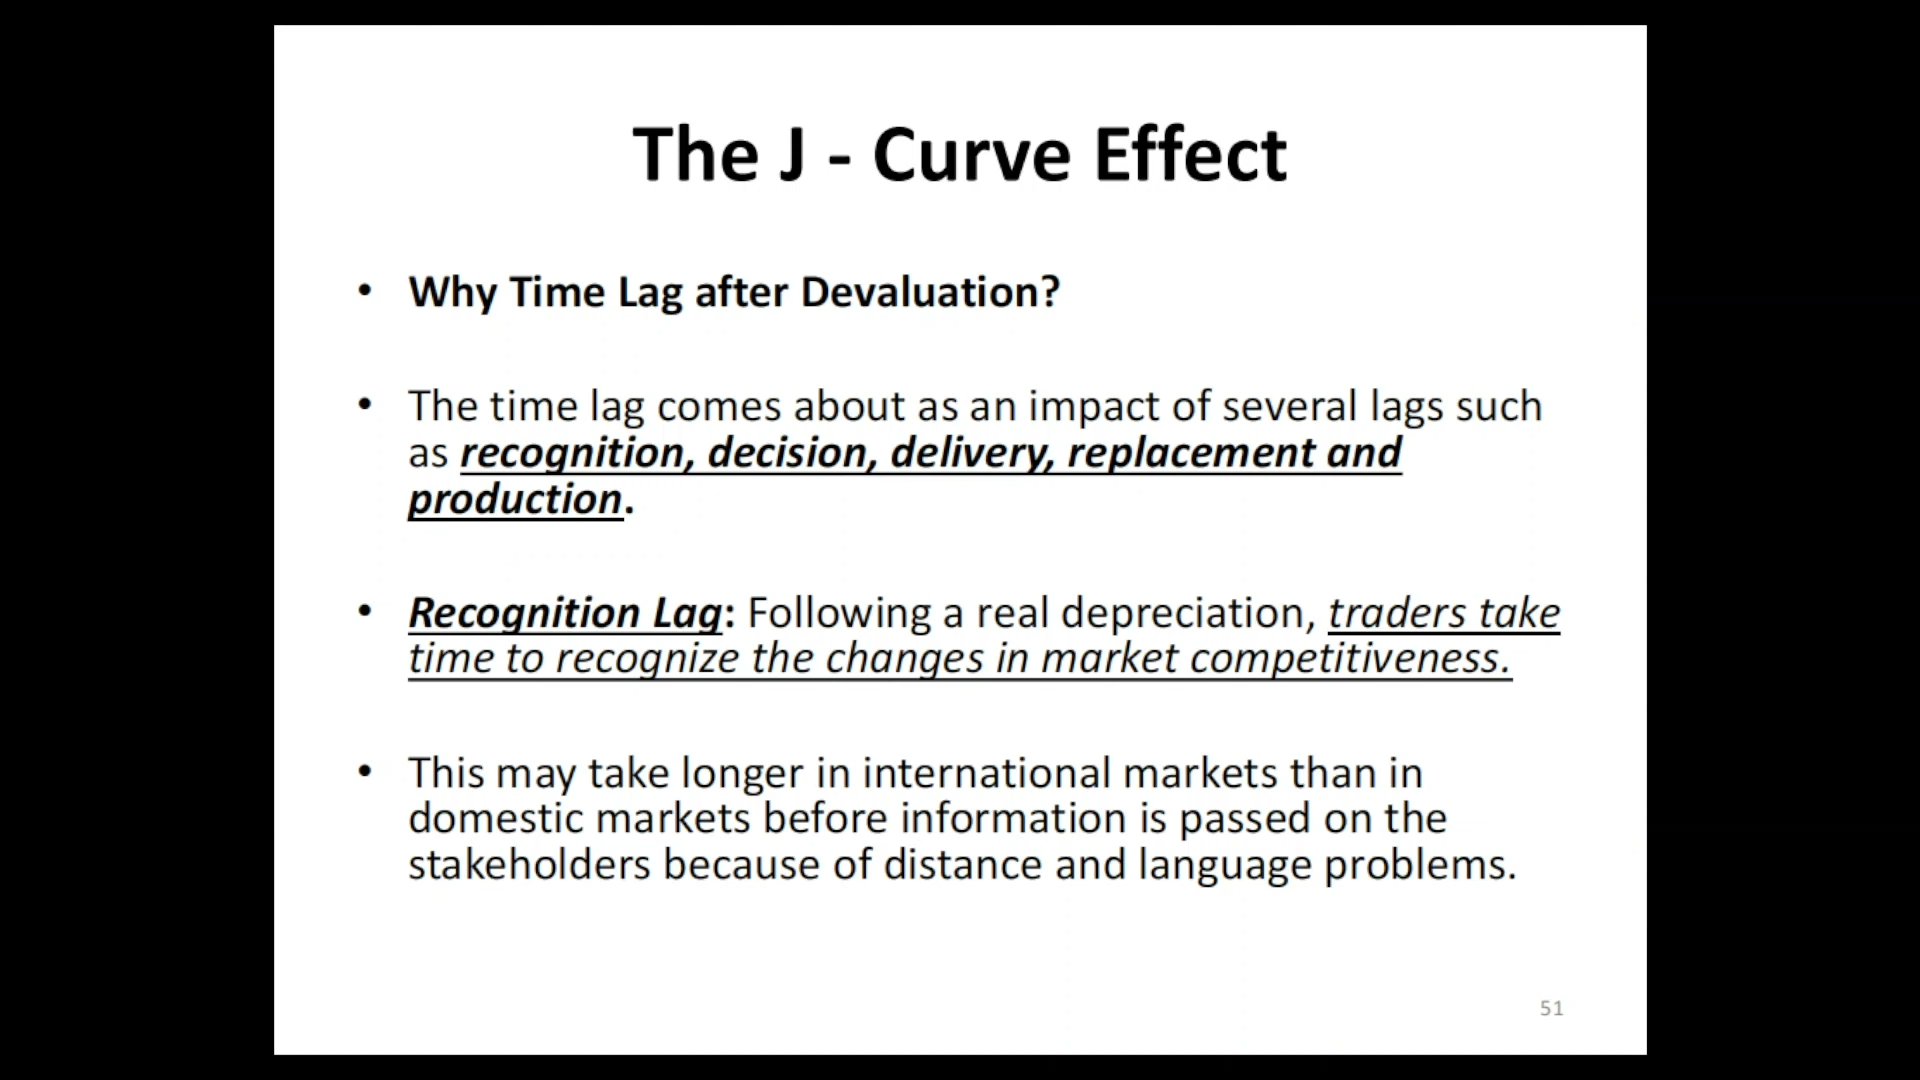 The J - Curve Effect
• Why Time Lag after Devaluation?
• The time lag comes about as an impact of several lags such
as recognition, decision, delivery, replacement and
production.
• Recognition Lag: Following a real depreciation, traders take
time to recognize the changes in market competitiveness.
• This may take longer in international markets than in
domestic markets before information is passed on the
stakeholders because of distance and language problems.
51